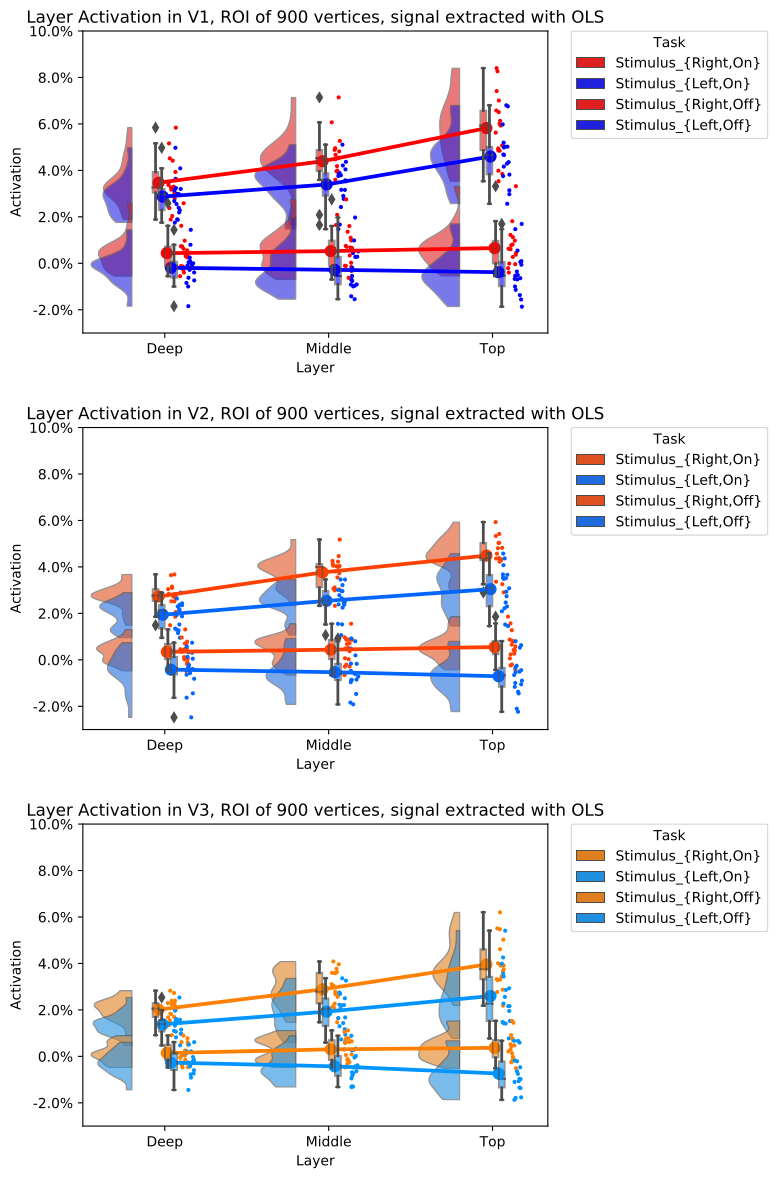 Layer Activation in V1, ROI of 900 vertices, signal extracted with OLS
10.0%
8.0%
6.0%
4.0%
2.0%
0.0%
-2.0%
Activation
Deep
Middle
Top
Layer
Task
Stimulus_{Right,On}
Stimulus_{Left,On}
Stimulus_{Right,Off}
Stimulus_{Left,Off}
Layer Activation in V2, ROI of 900 vertices, signal extracted with OLS
10.0%
8.0%
6.0%
4.0%
2.0%
0.0%
-2.0%
Activation
Deep
Middle
Top
Layer
Task
Stimulus_{Right,On}
Stimulus_{Left,On}
Stimulus_{Right,Off}
Stimulus_{Left,Off}
Layer Activation in V3, ROI of 900 vertices, signal extracted with OLS
10.0%
8.0%
6.0%
4.0%
2.0%
0.0%
-2.0%
Activation
Deep
Middle
Top
Layer
Task
Stimulus_{Right,On}
Stimulus_{Left,On}
Stimulus_{Right,Off}
Stimulus_{Left,Off}